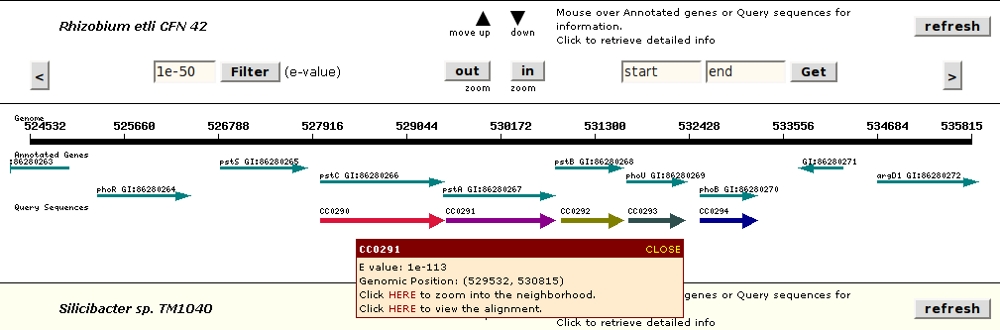 Rhizobium etli CFN 42
move up
down
Mouse over Annotated genes or Query sequences for
information.
Click to retrieve detailed info
refresh
<
1e-50
Filter
(e-value)
out
in
zoom
zoom
start
end
Get
>
Genome
524532 525660 526788 527916 529044 530172 531300 532428 533556 534684 535815
Annotated Genes
:86280263
pstS GI:86280265
pstB GI:86280268
GI:86280271
pstC GI:86280266
phoU GI:86280269
argD1 GI:86280272
phoR GI:86280264
pstA GI:86280267
phoB GI:86280270
Query Sequences
CC0290
CC0291
CC0292
CC0293
CC0294
CC0291
CLOSE
E value: 1e-113
Genomic Position: (529532, 530815)
Click HERE to zoom into the neighborhood.
Click HERE to view the alignment.
Silicibacter sp. TM1040
genes or Query sequences for
Click to retrieve detailed info
refresh